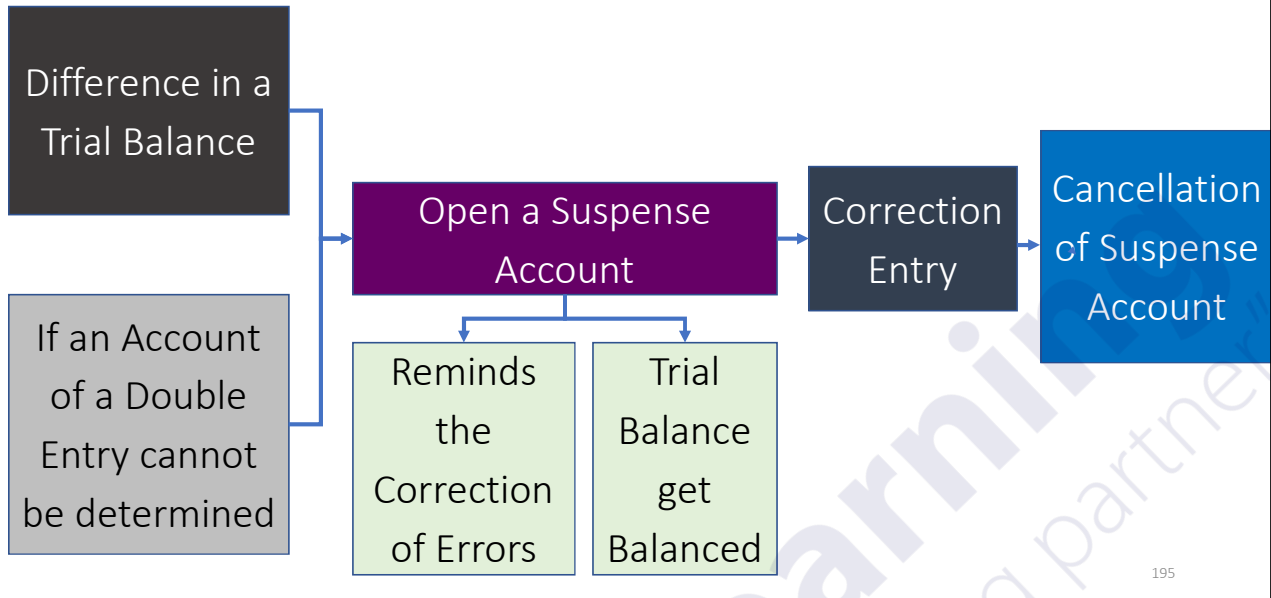 Difference in a
Trial Balance
If an Account
of a Double
Entry cannot
be determined
Open a Suspense
Account
Reminds
the
Correction
of Errors
Trial
Balance
get
Balanced
Correction
Entry
Cancellation
of Suspense
Account
195